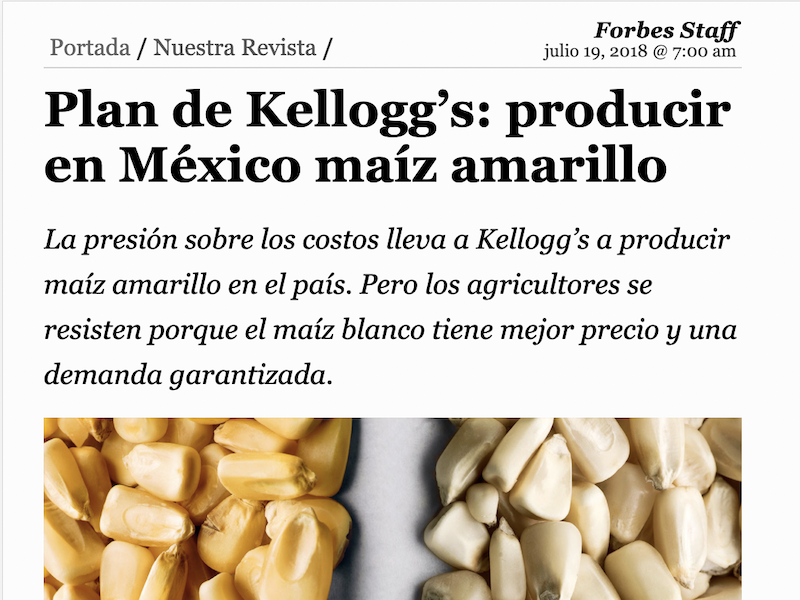 Portada / Nuestra Revista /
Forbes Staff
julio 19, 2018 @ 7:00 am
Plan de Kellogg’s: producir
en México maíz amarillo
La presión sobre los costos lleva a Kellogg’s a producir
maíz amarillo en el país. Pero los agricultores se
resisten porque el maíz blanco tiene mejor precio y una
demanda garantizada.